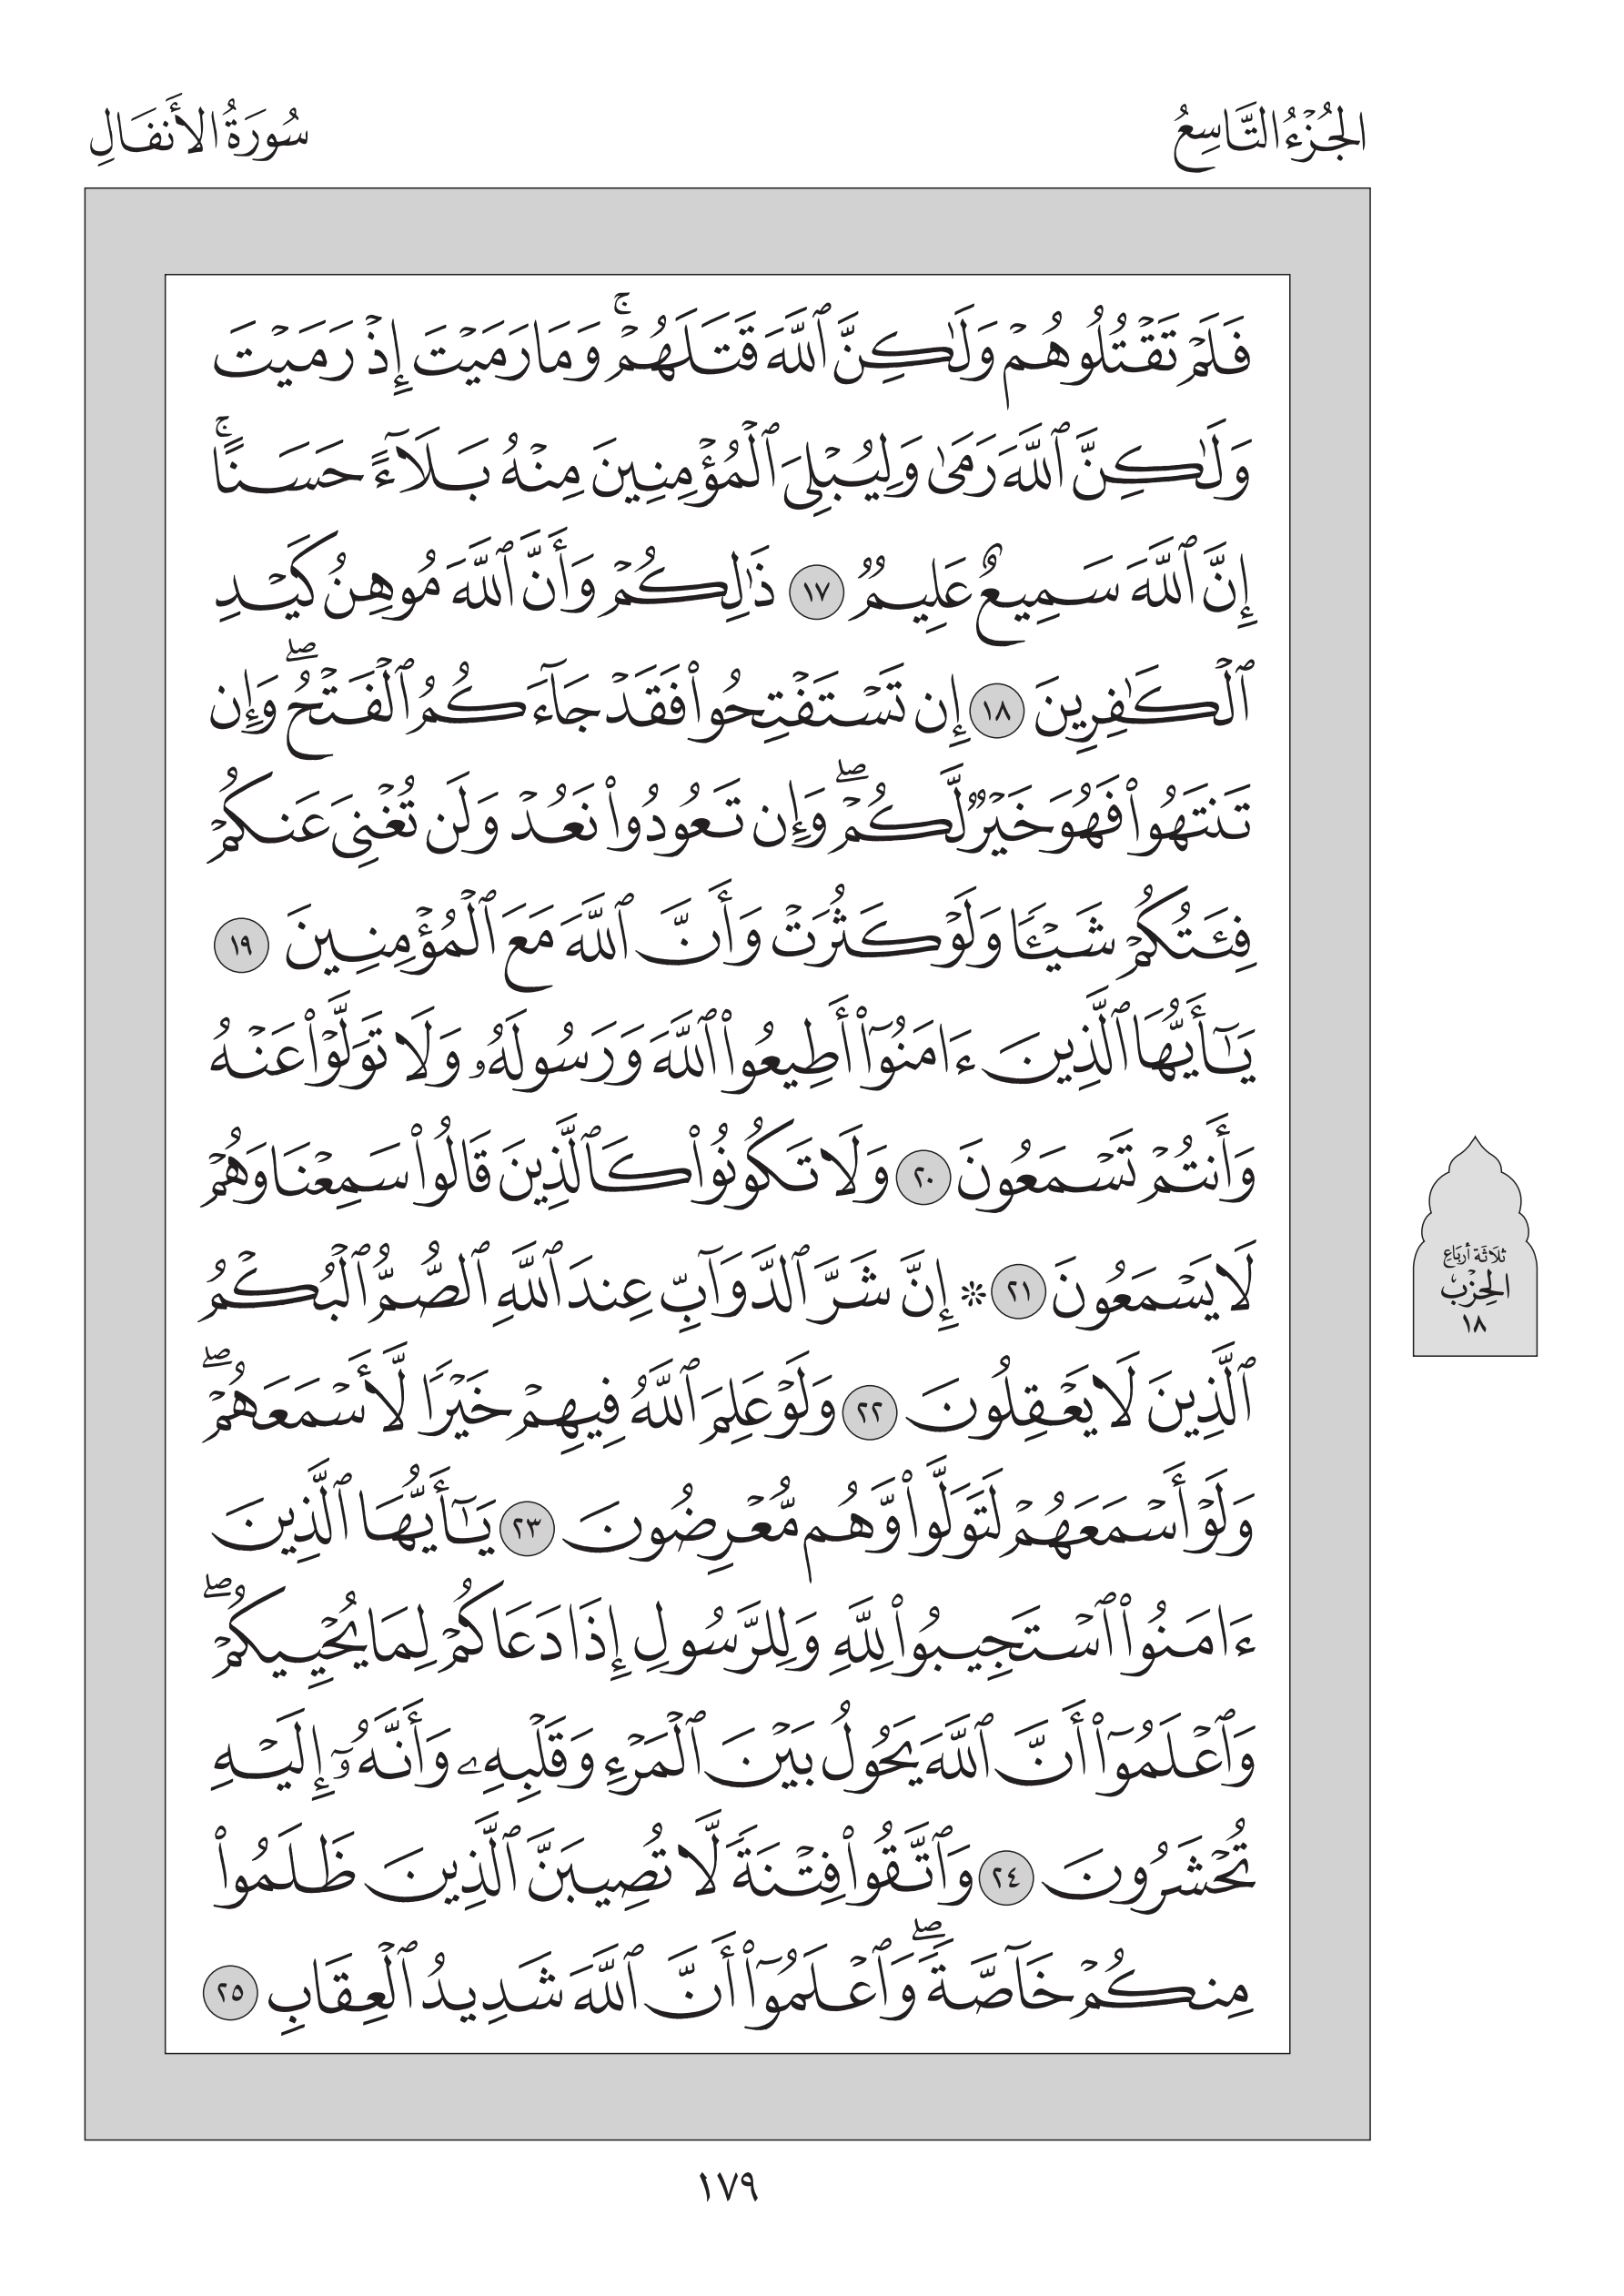 الجُزْءُ التَّاسِعُ
سُورَةُ الأَنفَالِ
فَلَمْ تَقْتُلُوهُمْ وَلَٰكِنَّ ٱللَّهَ قَتَلَهُمْۚ وَمَا رَمَيْتَ إِذْ رَمَيْتَ
وَلَٰكِنَّ ٱللَّهَ رَمَىٰ وَلِيُبْلِىَ ٱلْمُؤْمِنِينَ مِنْهُ بَلَآءً حَسَنًاۚ
إِنَّ ٱللَّهَ سَمِيعٌ عَلِيمٌ ١٧ ذَٰلِكُمْ وَأَنَّ ٱللَّهَ مُوهِنُ كَيْدِ
ٱلْكَٰفِرِينَ ١٨ إِن تَسْتَفْتِحُوا۟ فَقَدْ جَآءَكُمُ ٱلْفَتْحُۖ وَإِن
تَنتَهُوا۟ فَهُوَ خَيْرٌ لَّكُمْۖ وَإِن تَعُودُوا۟ نَعُدْ وَلَن تُغْنِىَ عَنكُمْ
فِئَتُكُمْ شَيْـًٔا وَلَوْ كَثُرَتْ وَأَنَّ ٱللَّهَ مَعَ ٱلْمُؤْمِنِينَ ١٩
يَٰٓأَيُّهَا ٱلَّذِينَ ءَامَنُوٓا۟ أَطِيعُوا۟ ٱللَّهَ وَرَسُولَهُۥ وَلَا تَوَلَّوْا۟ عَنْهُ
وَأَنتُمْ تَسْمَعُونَ ٢٠ وَلَا تَكُونُوا۟ كَٱلَّذِينَ قَالُوا۟ سَمِعْنَا وَهُمْ
لَا يَسْمَعُونَ ٢١ ۞ إِنَّ شَرَّ ٱلدَّوَآبِّ عِندَ ٱللَّهِ ٱلصُّمُّ ٱلْبُكْمُ
ٱلَّذِينَ لَا يَعْقِلُونَ ٢٢ وَلَوْ عَلِمَ ٱللَّهُ فِيهِمْ خَيْرًا لَّأَسْمَعَهُمْۖ
وَلَوْ أَسْمَعَهُمْ لَتَوَلَّوا۟ وَّهُم مُّعْرِضُونَ ٢٣ يَٰٓأَيُّهَا ٱلَّذِينَ
ءَامَنُوا۟ ٱسْتَجِيبُوا۟ لِلَّهِ وَلِلرَّسُولِ إِذَا دَعَاكُمْ لِمَا يُحْيِيكُمْۖ
وَٱعْلَمُوٓا۟ أَنَّ ٱللَّهَ يَحُولُ بَيْنَ ٱلْمَرْءِ وَقَلْبِهِۦ وَأَنَّهُۥٓ إِلَيْهِ
تُحْشَرُونَ ٢٤ وَٱتَّقُوا۟ فِتْنَةً لَّا تُصِيبَنَّ ٱلَّذِينَ ظَلَمُوا۟
مِنكُمْ خَآصَّةًۖ وَٱعْلَمُوٓا۟ أَنَّ ٱللَّهَ شَدِيدُ ٱلْعِقَابِ ٢٥
ثَلَاثَة أَربَاع
الحِزْب
١٨
١٧٩